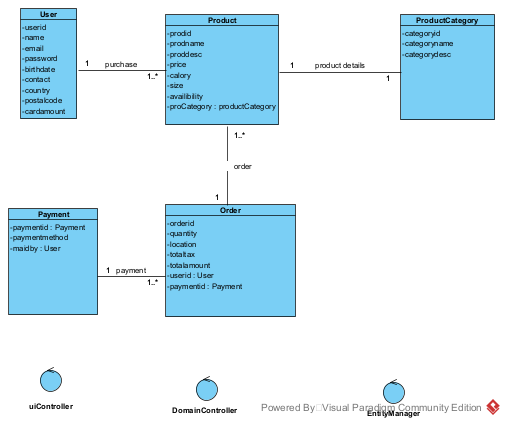 User
-userid
-name
-email
-password
-birthdate
-contact
-country
-postalcode
-cardamount
1 purchase 1..*
Product
-prodid
-prodname
-proddesc
-price
-calory
-size
-availibility
-proCategory : productCategory
1 product details 1
ProductCategory
-categoryid
-categoryname
-categorydesc
1..*
order
1
Payment
-paymentid : Payment
-paymentmethod
-maidby : User
1 payment 1..*
Order
-orderid
-quantity
-location
-totaltax
-totalamount
-userid : User
-paymentid : Payment
uiController
DomainController
EntityManager
Powered By Visual Paradigm Community Edition